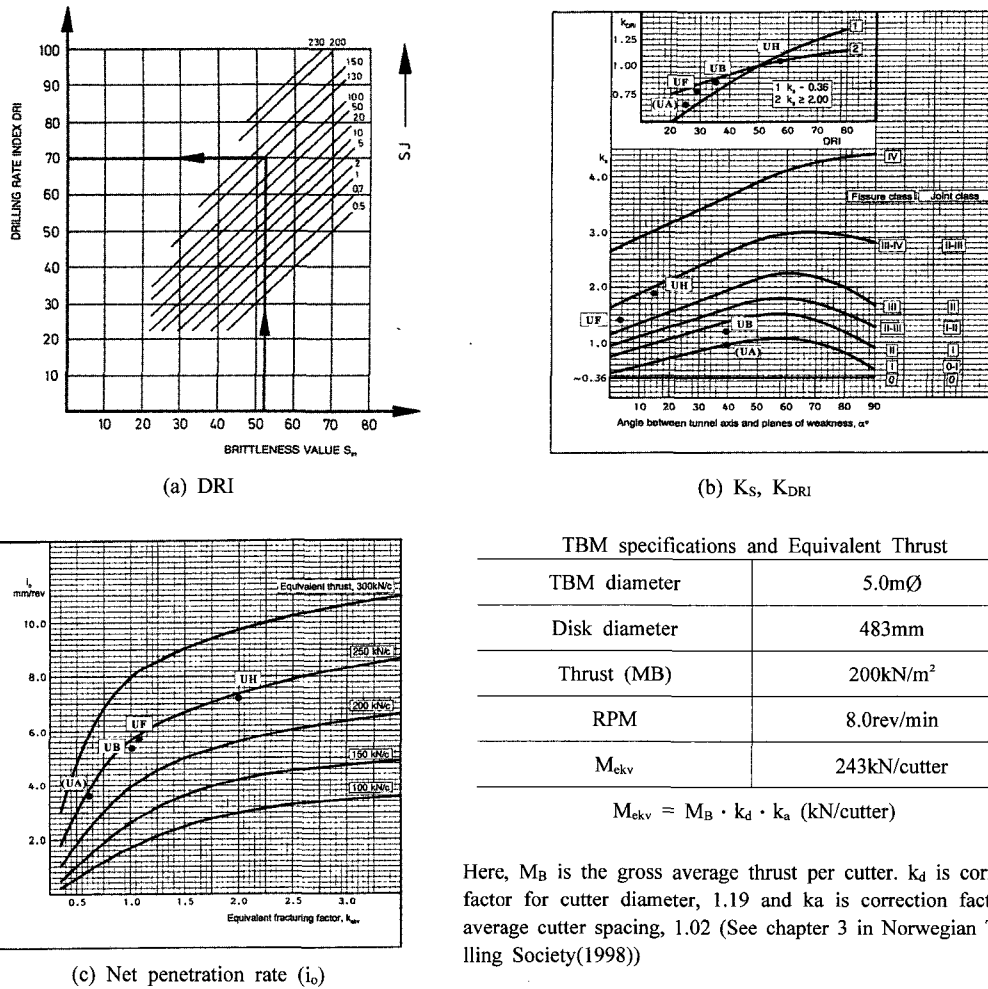 DRILLING RATE INDEX DRI
100
90
80
70
60
50
40
30
20
10
230 200
150
130
100
50
20
10
5
2
1
0.7
0.5
SJ
0 10 20 30 40 50 60 70 80
BRITTLENESS VALUE Sm
(a) DRI
kDRI
1.25
1.00
0.75
UH
UB
UF
(UA)
1
2
1 ks = 0.36
2 ks ≥ 2.00
20 40 60 80
DRI
ks
4.0
3.0
2.0
1.0
~0.36
Fissure class Joint class
IV
III-IV II-III
III II
II-III I-II
II I
I 0-I
0 0
UH
UF
UB
(UA)
0 10 20 30 40 50 60 70 80 90
Angle between tunnel axis and planes of weakness, α°
(b) KS, KDRI
io
mm/rev
10.0
8.0
6.0
4.0
2.0
Equivalent thrust, 300kN/c
250 kN/c
200 kN/c
150 kN/c
100 kN/c
UH
UF
UB
(UA)
0.5 1.0 1.5 2.0 2.5 3.0
Equivalent fracturing factor, kekv
(c) Net penetration rate (io)
TBM specifications and Equivalent Thrust
TBM diameter 5.0mØ
Disk diameter 483mm
Thrust (MB) 200kN/m²
RPM 8.0rev/min
Mekv 243kN/cutter
Mekv = MB · kd · ka (kN/cutter)
Here, MB is the gross average thrust per cutter. kd is corr
factor for cutter diameter, 1.19 and ka is correction fact
average cutter spacing, 1.02 (See chapter 3 in Norwegian T
lling Society(1998))